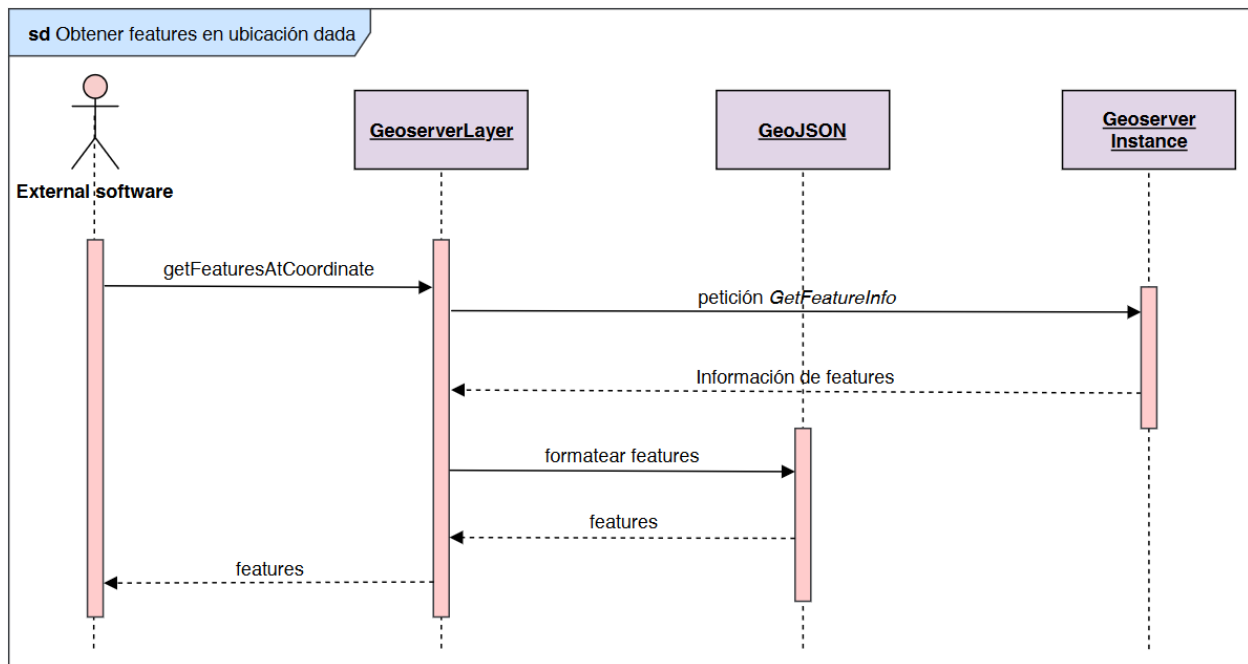 sd Obtener features en ubicación dada
External software
GeoserverLayer
GeoJSON
Geoserver
Instance
getFeaturesAtCoordinate
petición GetFeatureInfo
Información de features
formatear features
features
features